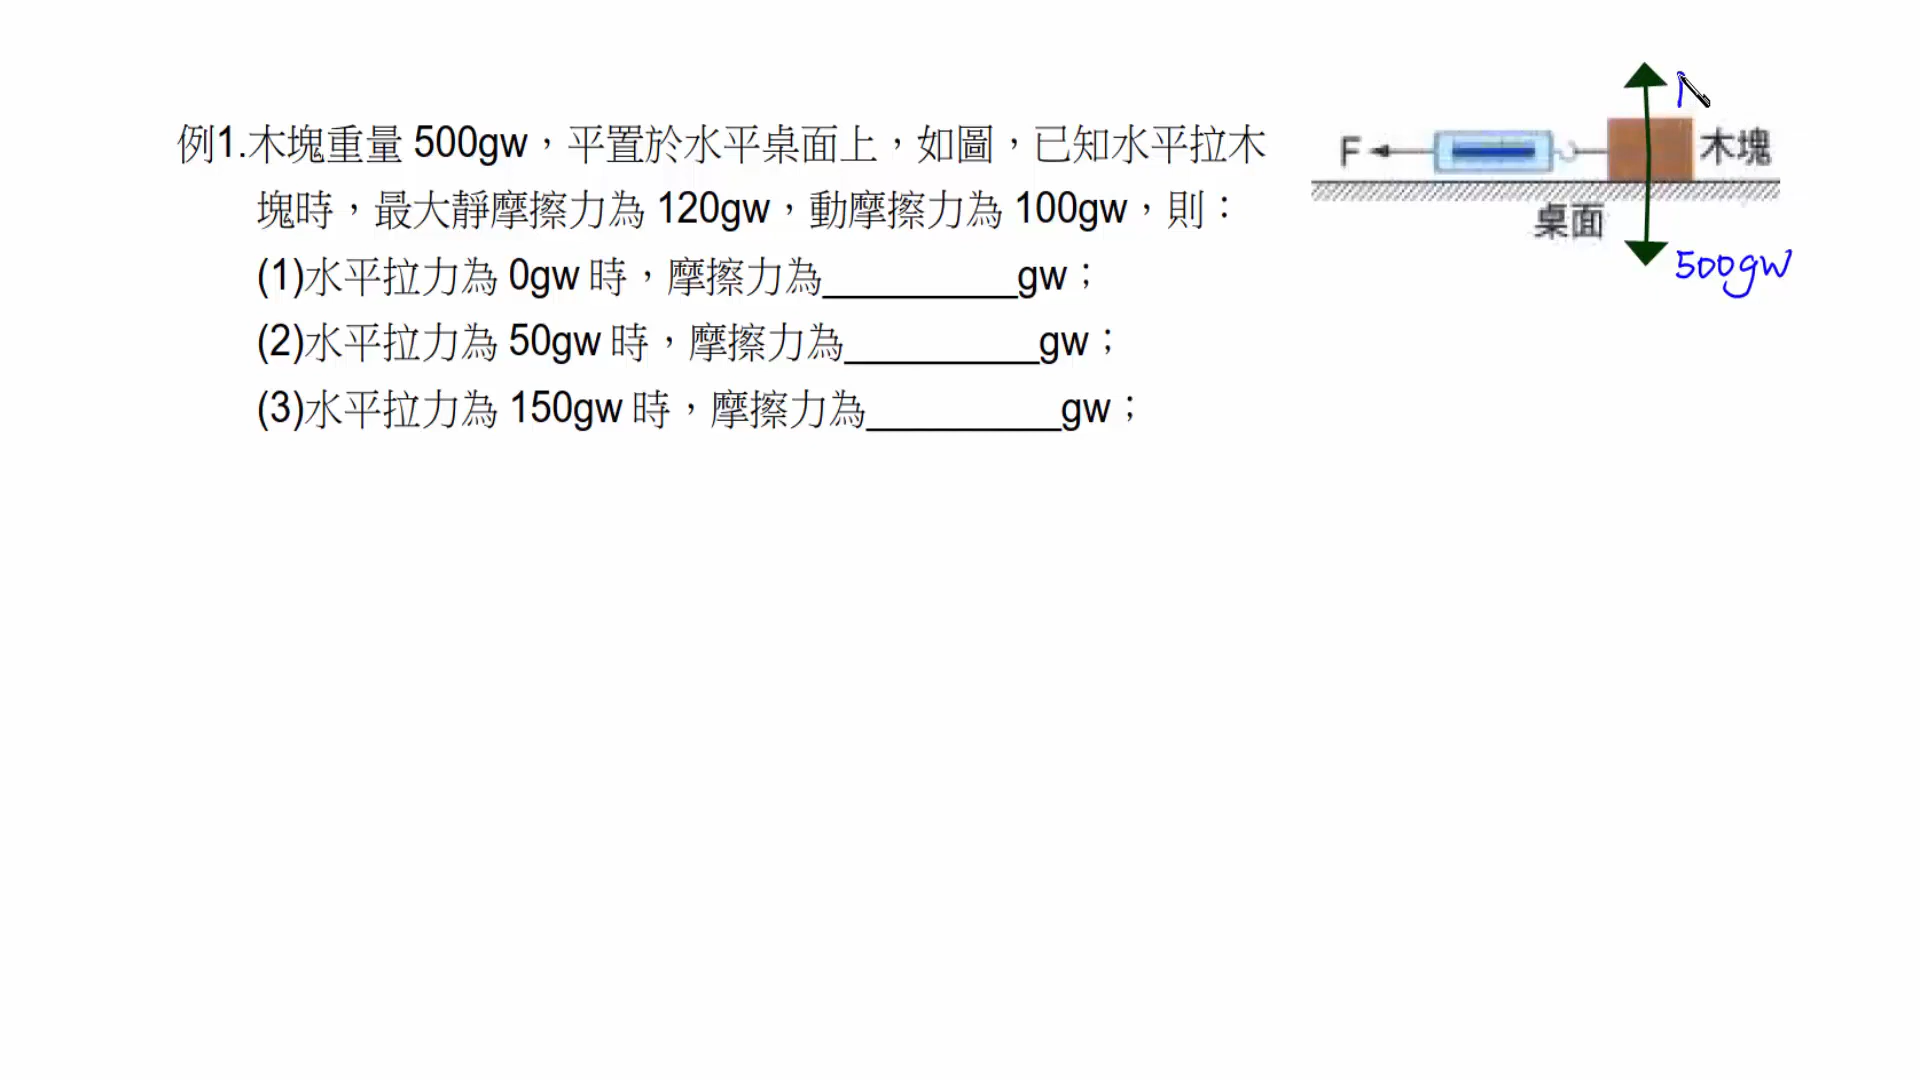 例1.木塊重量 500gw，平置於水平桌面上，如圖，已知水平拉木
塊時，最大靜摩擦力為 120gw，動摩擦力為 100gw，則：
(1)水平拉力為 0gw 時，摩擦力為_________gw；
(2)水平拉力為 50gw 時，摩擦力為_________gw；
(3)水平拉力為 150gw 時，摩擦力為_________gw；
F
木塊
桌面
500gw